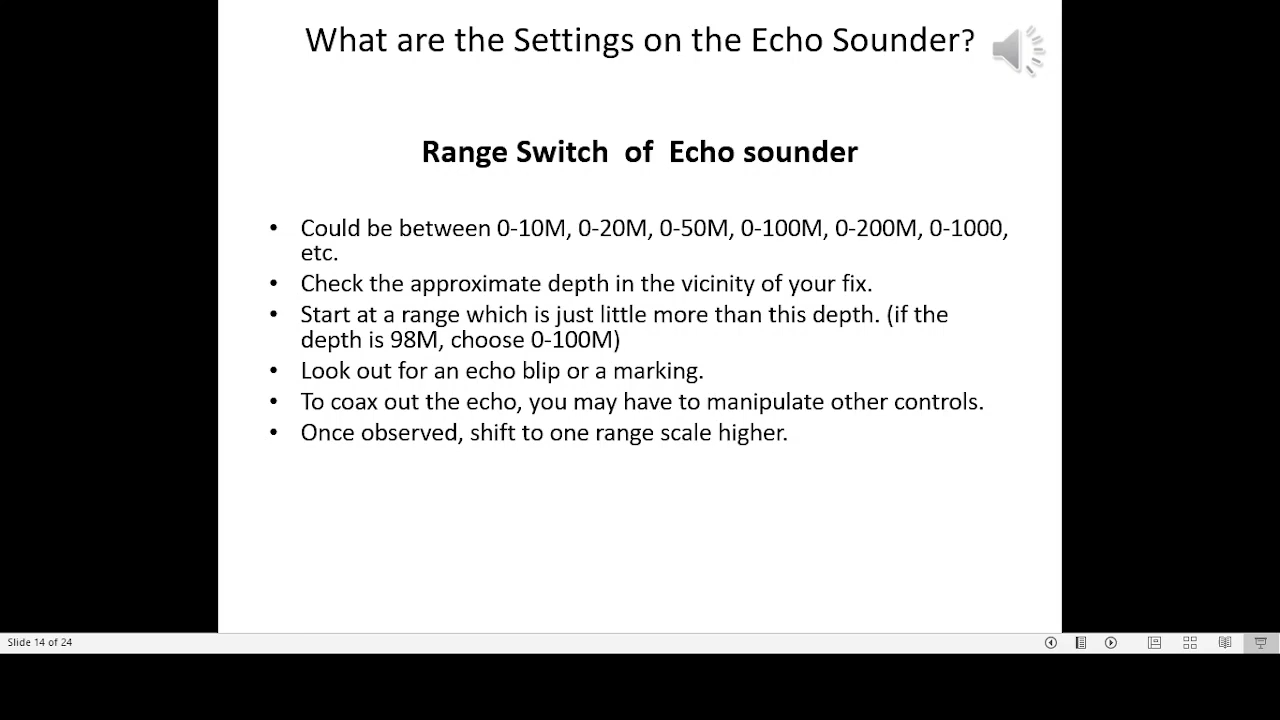 What are the Settings on the Echo Sounder?
Range Switch of Echo sounder
• Could be between 0-10M, 0-20M, 0-50M, 0-100M, 0-200M, 0-1000,
etc.
• Check the approximate depth in the vicinity of your fix.
• Start at a range which is just little more than this depth. (if the
depth is 98M, choose 0-100M)
• Look out for an echo blip or a marking.
• To coax out the echo, you may have to manipulate other controls.
• Once observed, shift to one range scale higher.
Slide 14 of 24